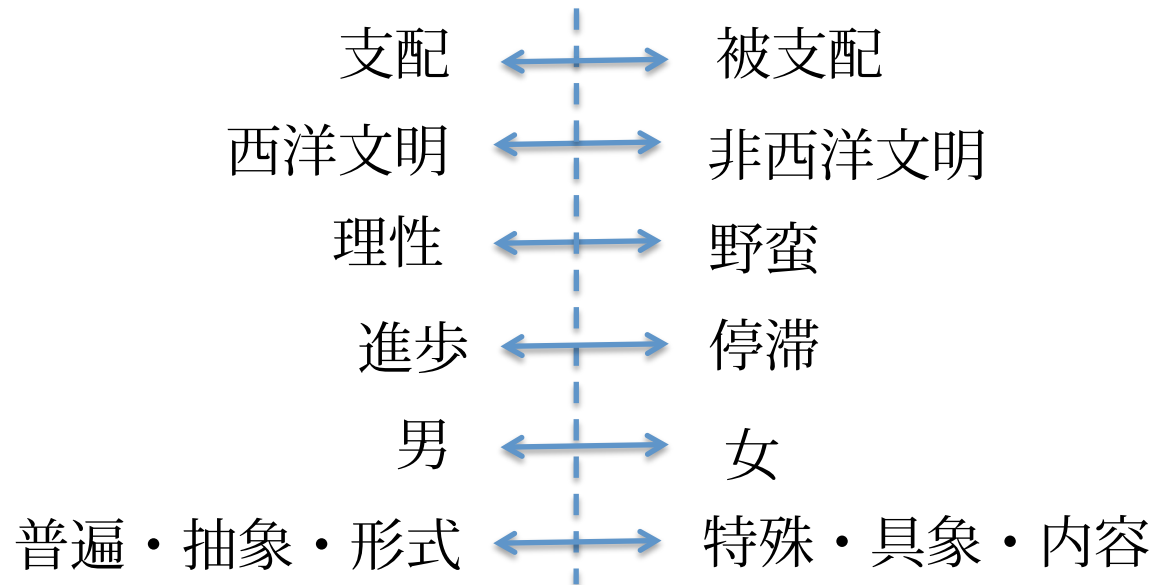 支配 被支配
西洋文明 非西洋文明
理性 野蛮
進歩 停滞
男 女
普遍・抽象・形式 特殊・具象・内容